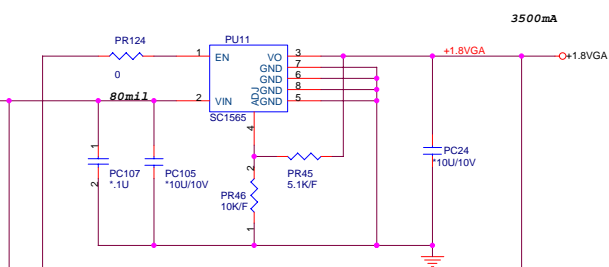 3500mA
PR124
PU11
0
1
EN
VO
3
+1.8VGA
+1.8VGA
GND
7
GND
6
GND
8
80mil
2
VIN
ADJ
GND
5
SC1565
4
1
2
PC107
*.1U
PC105
*10U/10V
2
1
PR46
10K/F
PR45
5.1K/F
PC24
*10U/10V